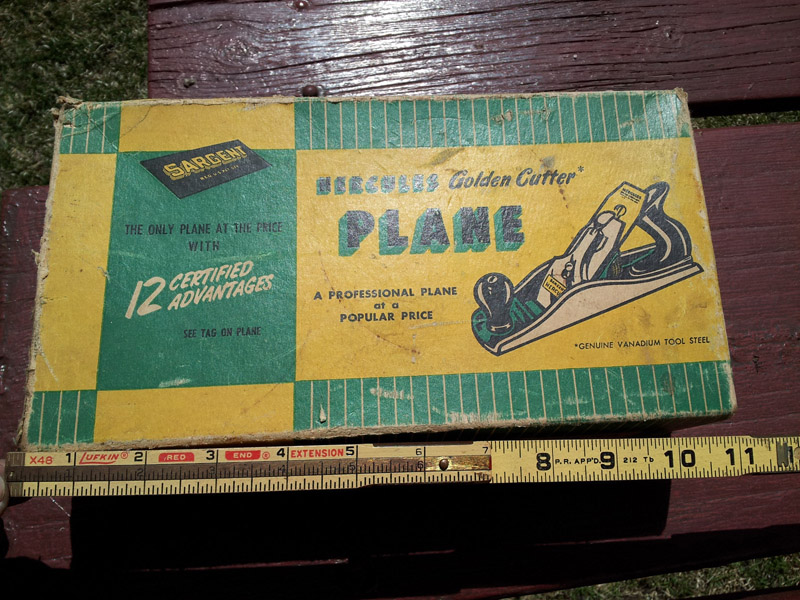 SARGENT
THE ONLY PLANE AT THE PRICE
WITH
12 CERTIFIED
ADVANTAGES
SEE TAG ON PLANE
HERCULES "Golden Cutter"*
PLANE
A PROFESSIONAL PLANE
at a
POPULAR PRICE
*GENUINE VANADIUM TOOL STEEL
X48 1 LUFKIN® 2 RED 3 END ® 4 EXTENSION 5 6 7 8 P.R. APP'D. 9 212 Tb 10 11